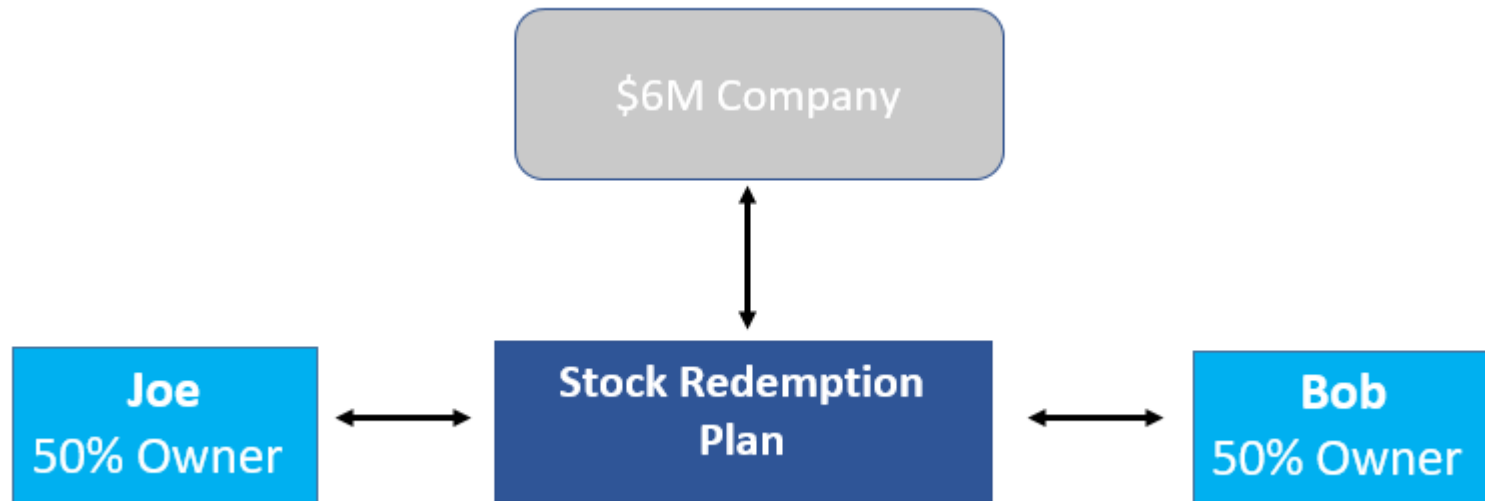 $6M Company
Joe
50% Owner
Stock Redemption
Plan
Bob
50% Owner